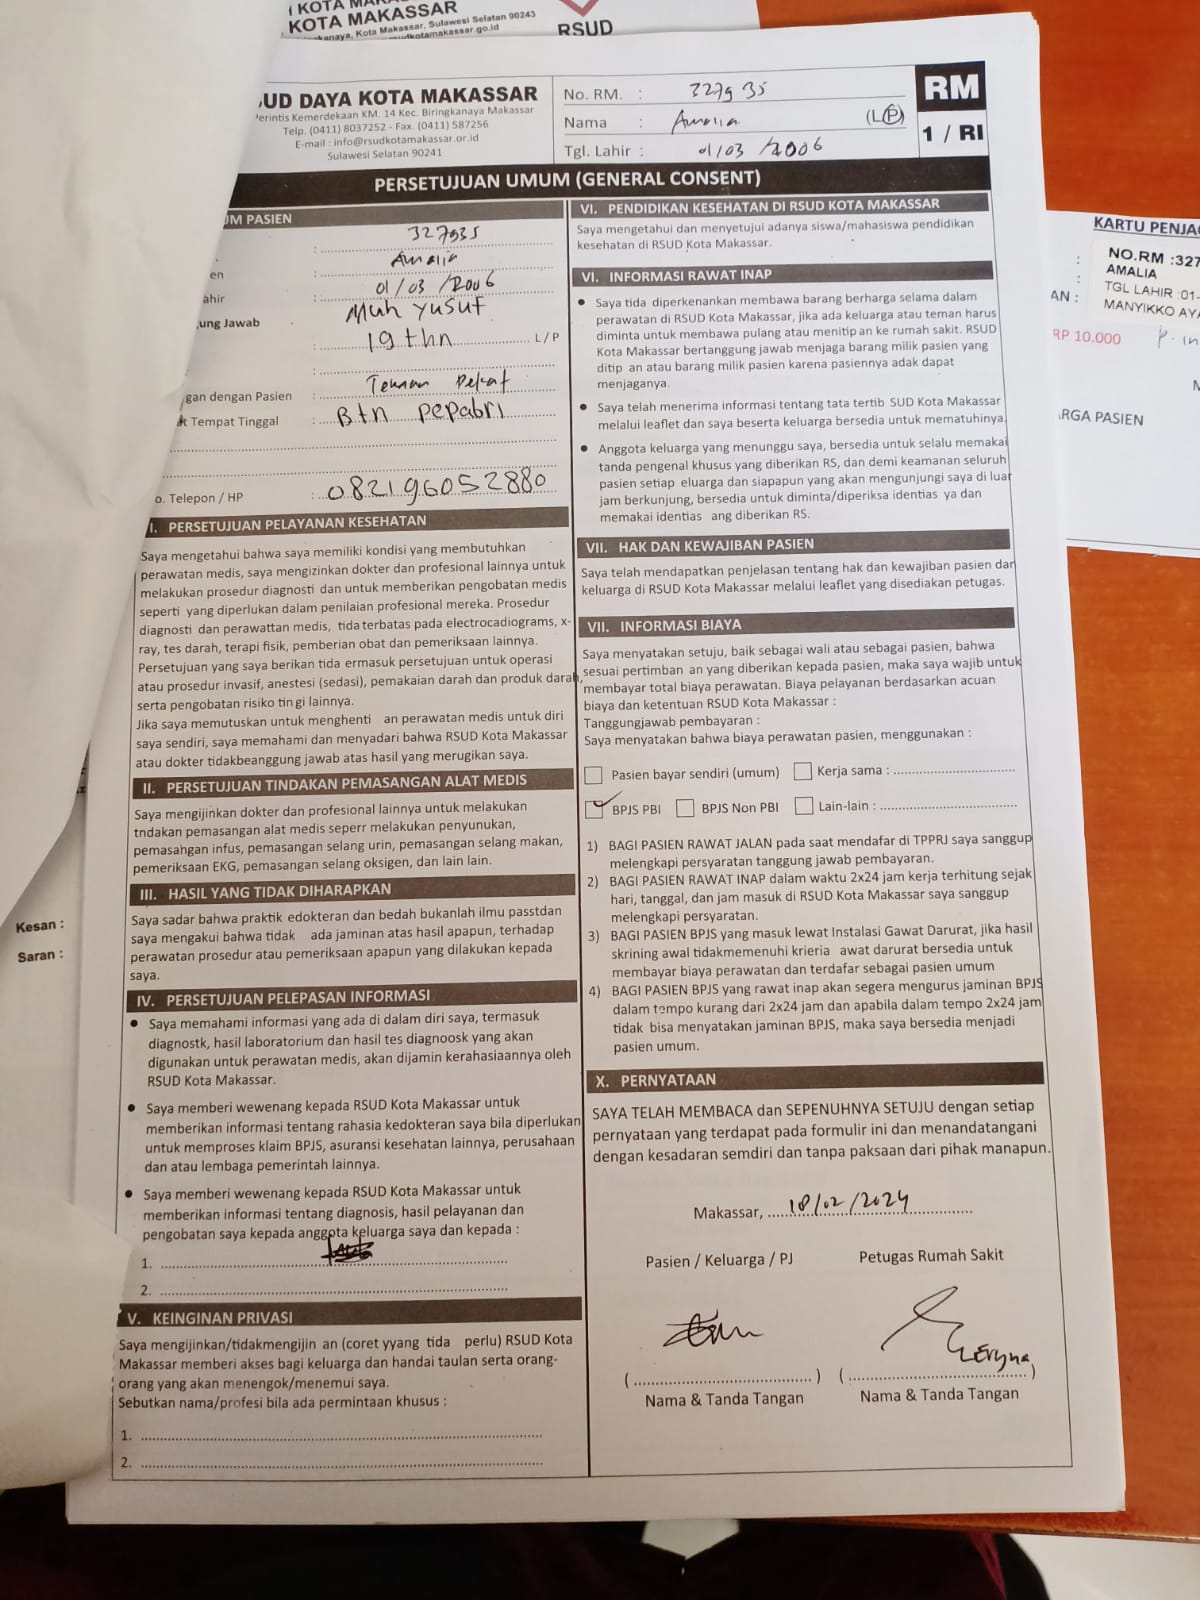 KOTA MAKASSAR
KOTA MAKASSAR
Kota Makassar, Sulawesi Selatan 90243
RSUD
UD DAYA KOTA MAKASSAR
Perintis Kemerdekaan KM. 14 Kec. Biringkanaya Makassar
Telp. (0411) 8037252 - Fax. (0411) 587256
E-mail : info@rsudkotamakassar.or.id
Sulawesi Selatan 90241
No. RM. : 327935
Nama : Amalia (L/P)
Tgl. Lahir : 01/03/2006
RM
1 / RI
PERSETUJUAN UMUM (GENERAL CONSENT)
UM PASIEN
: 327935
en : Amalia
ahir : 01/03/2006
ung Jawab Muh Yusuf
: 19 thn L / P
:
gan dengan Pasien : Teman Dekat
Tempat Tinggal : Btn pepabri
o. Telepon / HP : 082196052880
I. PERSETUJUAN PELAYANAN KESEHATAN
Saya mengetahui bahwa saya memiliki kondisi yang membutuhkan
perawatan medis, saya mengizinkan dokter dan profesional lainnya untuk
melakukan prosedur diagnosti dan untuk memberikan pengobatan medis
seperti yang diperlukan dalam penilaian profesional mereka. Prosedur
diagnosti dan perawattan medis, tida terbatas pada electrocadiograms, x-
ray, tes darah, terapi fisik, pemberian obat dan pemeriksaan lainnya.
Persetujuan yang saya berikan tida ermasuk persetujuan untuk operasi
atau prosedur invasif, anestesi (sedasi), pemakaian darah dan produk darah,
serta pengobatan risiko tin gi lainnya.
Jika saya memutuskan untuk menghenti an perawatan medis untuk diri
saya sendiri, saya memahami dan menyadari bahwa RSUD Kota Makassar
atau dokter tidakbeanggung jawab atas hasil yang merugikan saya.
II. PERSETUJUAN TINDAKAN PEMASANGAN ALAT MEDIS
Saya mengijinkan dokter dan profesional lainnya untuk melakukan
tndakan pemasangan alat medis seperr melakukan penyunukan,
pemasahgan infus, pemasangan selang urin, pemasangan selang makan,
pemeriksaan EKG, pemasangan selang oksigen, dan lain lain.
III. HASIL YANG TIDAK DIHARAPKAN
Saya sadar bahwa praktik edokteran dan bedah bukanlah ilmu passtdan
saya mengakui bahwa tidak ada jaminan atas hasil apapun, terhadap
perawatan prosedur atau pemeriksaan apapun yang dilakukan kepada
saya.
IV. PERSETUJUAN PELEPASAN INFORMASI
• Saya memahami informasi yang ada di dalam diri saya, termasuk
diagnostk, hasil laboratorium dan hasil tes diagnoosk yang akan
digunakan untuk perawatan medis, akan dijamin kerahasiaannya oleh
RSUD Kota Makassar.
• Saya memberi wewenang kepada RSUD Kota Makassar untuk
memberikan informasi tentang rahasia kedokteran saya bila diperlukan
untuk memproses klaim BPJS, asuransi kesehatan lainnya, perusahaan
dan atau lembaga pemerintah lainnya.
• Saya memberi wewenang kepada RSUD Kota Makassar untuk
memberikan informasi tentang diagnosis, hasil pelayanan dan
pengobatan saya kepada anggota keluarga saya dan kepada :
1.
2.
V. KEINGINAN PRIVASI
Saya mengijinkan/tidakmengijin an (coret yyang tida perlu) RSUD Kota
Makassar memberi akses bagi keluarga dan handai taulan serta orang-
orang yang akan menengok/menemui saya.
Sebutkan nama/profesi bila ada permintaan khusus :
1.
2.
VI. PENDIDIKAN KESEHATAN DI RSUD KOTA MAKASSAR
Saya mengetahui dan menyetujui adanya siswa/mahasiswa pendidikan
kesehatan di RSUD Kota Makassar.
VI. INFORMASI RAWAT INAP
• Saya tida diperkenankan membawa barang berharga selama dalam
perawatan di RSUD Kota Makassar, jika ada keluarga atau teman harus
diminta untuk membawa pulang atau menitip an ke rumah sakit. RSUD
Kota Makassar bertanggung jawab menjaga barang milik pasien yang
ditip an atau barang milik pasien karena pasiennya adak dapat
menjaganya.
• Saya telah menerima informasi tentang tata tertib SUD Kota Makassar
melalui leaflet dan saya beserta keluarga bersedia untuk mematuhinya.
• Anggota keluarga yang menunggu saya, bersedia untuk selalu memakai
tanda pengenal khusus yang diberikan RS, dan demi keamanan seluruh
pasien setiap eluarga dan siapapun yang akan mengunjungi saya di luar
jam berkunjung, bersedia untuk diminta/diperiksa identias ya dan
memakai identias ang diberikan RS.
VII. HAK DAN KEWAJIBAN PASIEN
Saya telah mendapatkan penjelasan tentang hak dan kewajiban pasien dan
keluarga di RSUD Kota Makassar melalui leaflet yang disediakan petugas.
VII. INFORMASI BIAYA
Saya menyatakan setuju, baik sebagai wali atau sebagai pasien, bahwa
sesuai pertimban an yang diberikan kepada pasien, maka saya wajib untuk
membayar total biaya perawatan. Biaya pelayanan berdasarkan acuan
biaya dan ketentuan RSUD Kota Makassar :
Tanggungjawab pembayaran :
Saya menyatakan bahwa biaya perawatan pasien, menggunakan :
Pasien bayar sendiri (umum) Kerja sama :
BPJS PBI BPJS Non PBI Lain-lain :
1) BAGI PASIEN RAWAT JALAN pada saat mendafar di TPPRJ saya sanggup
melengkapi persyaratan tanggung jawab pembayaran.
2) BAGI PASIEN RAWAT INAP dalam waktu 2x24 jam kerja terhitung sejak
hari, tanggal, dan jam masuk di RSUD Kota Makassar saya sanggup
melengkapi persyaratan.
3) BAGI PASIEN BPJS yang masuk lewat Instalasi Gawat Darurat, jika hasil
skrining awal tidakmemenuhi krieria awat darurat bersedia untuk
membayar biaya perawatan dan terdafar sebagai pasien umum
4) BAGI PASIEN BPJS yang rawat inap akan segera mengurus jaminan BPJS
dalam tempo kurang dari 2x24 jam dan apabila dalam tempo 2x24 jam
tidak bisa menyatakan jaminan BPJS, maka saya bersedia menjadi
pasien umum.
X. PERNYATAAN
SAYA TELAH MEMBACA dan SEPENUHNYA SETUJU dengan setiap
pernyataan yang terdapat pada formulir ini dan menandatangani
dengan kesadaran semdiri dan tanpa paksaan dari pihak manapun.
Makassar, 18/02/2024
Pasien / Keluarga / PJ Petugas Rumah Sakit
Nama & Tanda Tangan Nama & Tanda Tangan
KARTU PENJAG
NO.RM :327
AMALIA
TGL LAHIR :01-
AN : MANYIKKO AY
RP 10.000
RGA PASIEN
Kesan :
Saran :